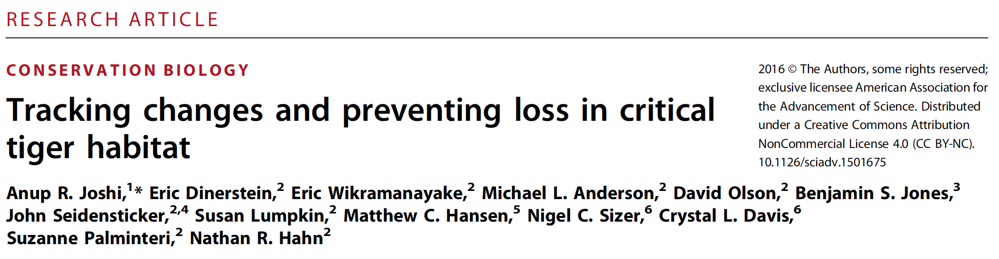 RESEARCH ARTICLE
CONSERVATION BIOLOGY
Tracking changes and preventing loss in critical
tiger habitat
Anup R. Joshi,¹* Eric Dinerstein,² Eric Wikramanayake,² Michael L. Anderson,² David Olson,² Benjamin S. Jones,³
John Seidensticker,²,⁴ Susan Lumpkin,² Matthew C. Hansen,⁵ Nigel C. Sizer,⁶ Crystal L. Davis,⁶
Suzanne Palminteri,² Nathan R. Hahn²
2016 © The Authors, some rights reserved;
exclusive licensee American Association for
the Advancement of Science. Distributed
under a Creative Commons Attribution
NonCommercial License 4.0 (CC BY-NC).
10.1126/sciadv.1501675